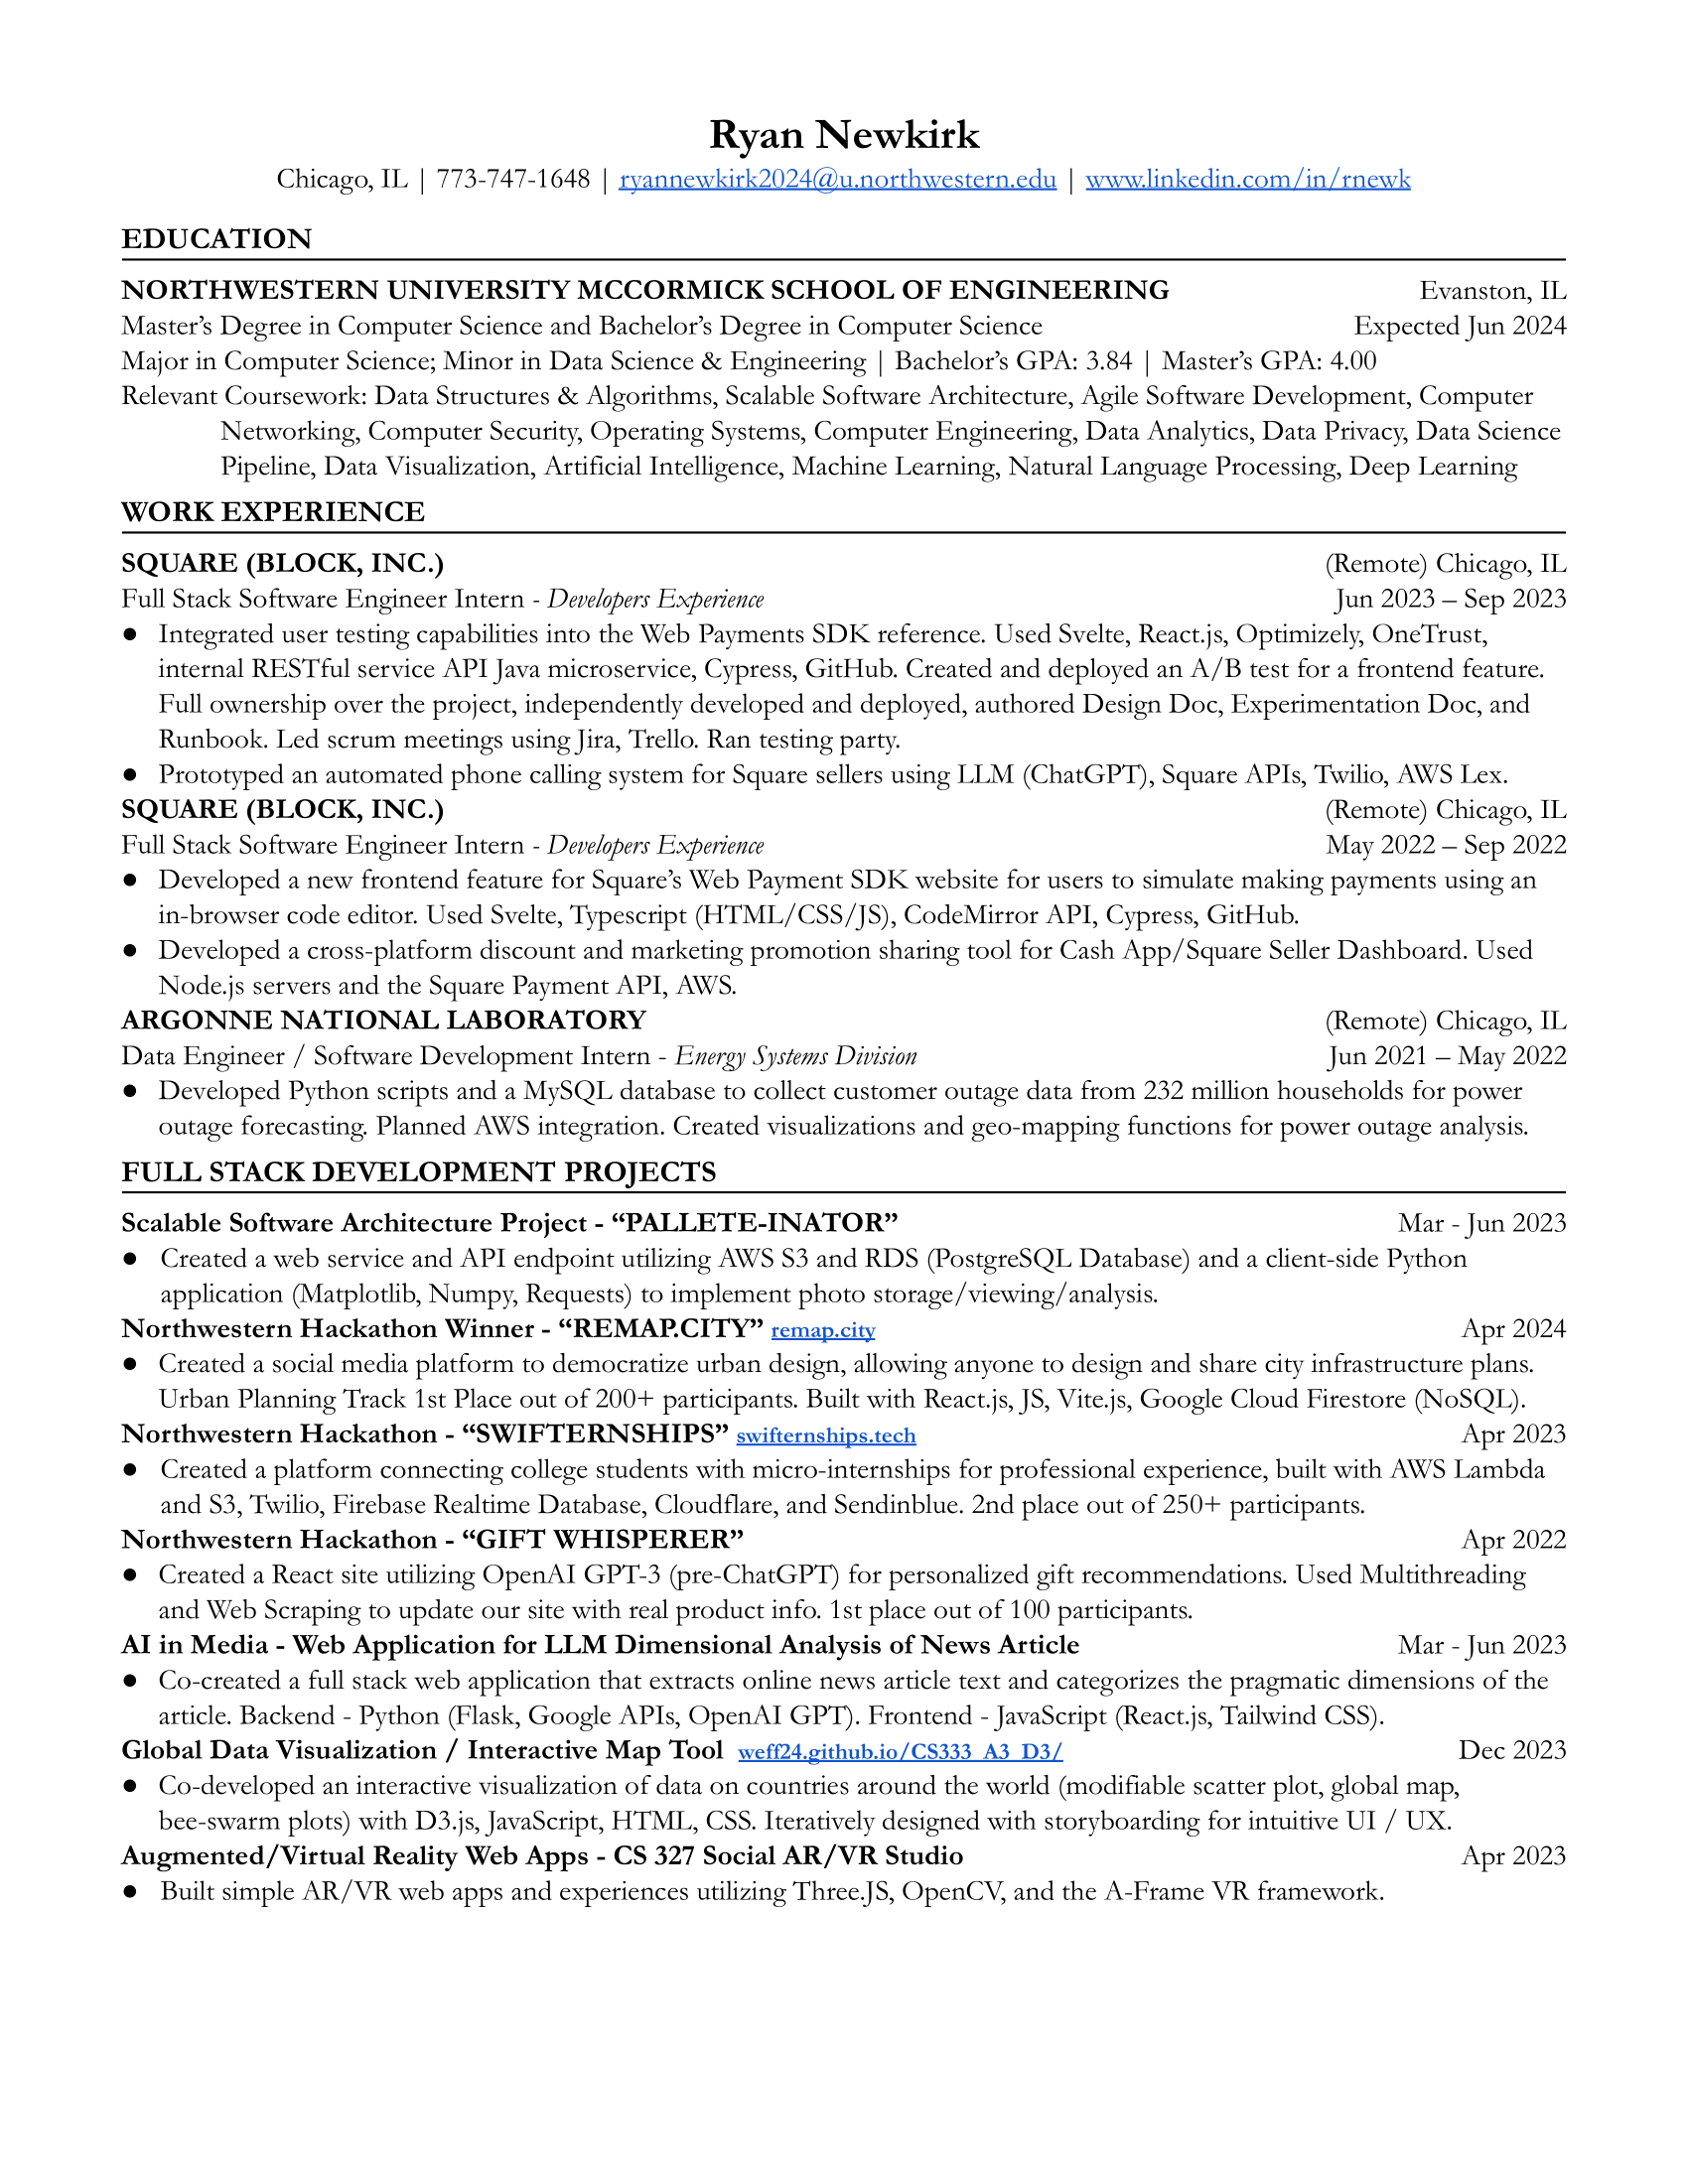 Ryan Newkirk
Chicago, IL | 773-747-1648 | ryannewkirk2024@u.northwestern.edu | www.linkedin.com/in/rnewk
EDUCATION
NORTHWESTERN UNIVERSITY MCCORMICK SCHOOL OF ENGINEERING Evanston, IL
Master’s Degree in Computer Science and Bachelor’s Degree in Computer Science Expected Jun 2024
Major in Computer Science; Minor in Data Science & Engineering | Bachelor’s GPA: 3.84 | Master’s GPA: 4.00
Relevant Coursework: Data Structures & Algorithms, Scalable Software Architecture, Agile Software Development, Computer
Networking, Computer Security, Operating Systems, Computer Engineering, Data Analytics, Data Privacy, Data Science
Pipeline, Data Visualization, Artificial Intelligence, Machine Learning, Natural Language Processing, Deep Learning
WORK EXPERIENCE
SQUARE (BLOCK, INC.) (Remote) Chicago, IL
Full Stack Software Engineer Intern - Developers Experience Jun 2023 – Sep 2023
● Integrated user testing capabilities into the Web Payments SDK reference. Used Svelte, React.js, Optimizely, OneTrust,
internal RESTful service API Java microservice, Cypress, GitHub. Created and deployed an A/B test for a frontend feature.
Full ownership over the project, independently developed and deployed, authored Design Doc, Experimentation Doc, and
Runbook. Led scrum meetings using Jira, Trello. Ran testing party.
● Prototyped an automated phone calling system for Square sellers using LLM (ChatGPT), Square APIs, Twilio, AWS Lex.
SQUARE (BLOCK, INC.) (Remote) Chicago, IL
Full Stack Software Engineer Intern - Developers Experience May 2022 – Sep 2022
● Developed a new frontend feature for Square’s Web Payment SDK website for users to simulate making payments using an
in-browser code editor. Used Svelte, Typescript (HTML/CSS/JS), CodeMirror API, Cypress, GitHub.
● Developed a cross-platform discount and marketing promotion sharing tool for Cash App/Square Seller Dashboard. Used
Node.js servers and the Square Payment API, AWS.
ARGONNE NATIONAL LABORATORY (Remote) Chicago, IL
Data Engineer / Software Development Intern - Energy Systems Division Jun 2021 – May 2022
● Developed Python scripts and a MySQL database to collect customer outage data from 232 million households for power
outage forecasting. Planned AWS integration. Created visualizations and geo-mapping functions for power outage analysis.
FULL STACK DEVELOPMENT PROJECTS
Scalable Software Architecture Project - “PALLETE-INATOR” Mar - Jun 2023
● Created a web service and API endpoint utilizing AWS S3 and RDS (PostgreSQL Database) and a client-side Python
application (Matplotlib, Numpy, Requests) to implement photo storage/viewing/analysis.
Northwestern Hackathon Winner - “REMAP.CITY” remap.city Apr 2024
● Created a social media platform to democratize urban design, allowing anyone to design and share city infrastructure plans.
Urban Planning Track 1st Place out of 200+ participants. Built with React.js, JS, Vite.js, Google Cloud Firestore (NoSQL).
Northwestern Hackathon - “SWIFTERNSHIPS” swifternships.tech Apr 2023
● Created a platform connecting college students with micro-internships for professional experience, built with AWS Lambda
and S3, Twilio, Firebase Realtime Database, Cloudflare, and Sendinblue. 2nd place out of 250+ participants.
Northwestern Hackathon - “GIFT WHISPERER” Apr 2022
● Created a React site utilizing OpenAI GPT-3 (pre-ChatGPT) for personalized gift recommendations. Used Multithreading
and Web Scraping to update our site with real product info. 1st place out of 100 participants.
AI in Media - Web Application for LLM Dimensional Analysis of News Article Mar - Jun 2023
● Co-created a full stack web application that extracts online news article text and categorizes the pragmatic dimensions of the
article. Backend - Python (Flask, Google APIs, OpenAI GPT). Frontend - JavaScript (React.js, Tailwind CSS).
Global Data Visualization / Interactive Map Tool weff24.github.io/CS333_A3_D3/ Dec 2023
● Co-developed an interactive visualization of data on countries around the world (modifiable scatter plot, global map,
bee-swarm plots) with D3.js, JavaScript, HTML, CSS. Iteratively designed with storyboarding for intuitive UI / UX.
Augmented/Virtual Reality Web Apps - CS 327 Social AR/VR Studio Apr 2023
● Built simple AR/VR web apps and experiences utilizing Three.JS, OpenCV, and the A-Frame VR framework.